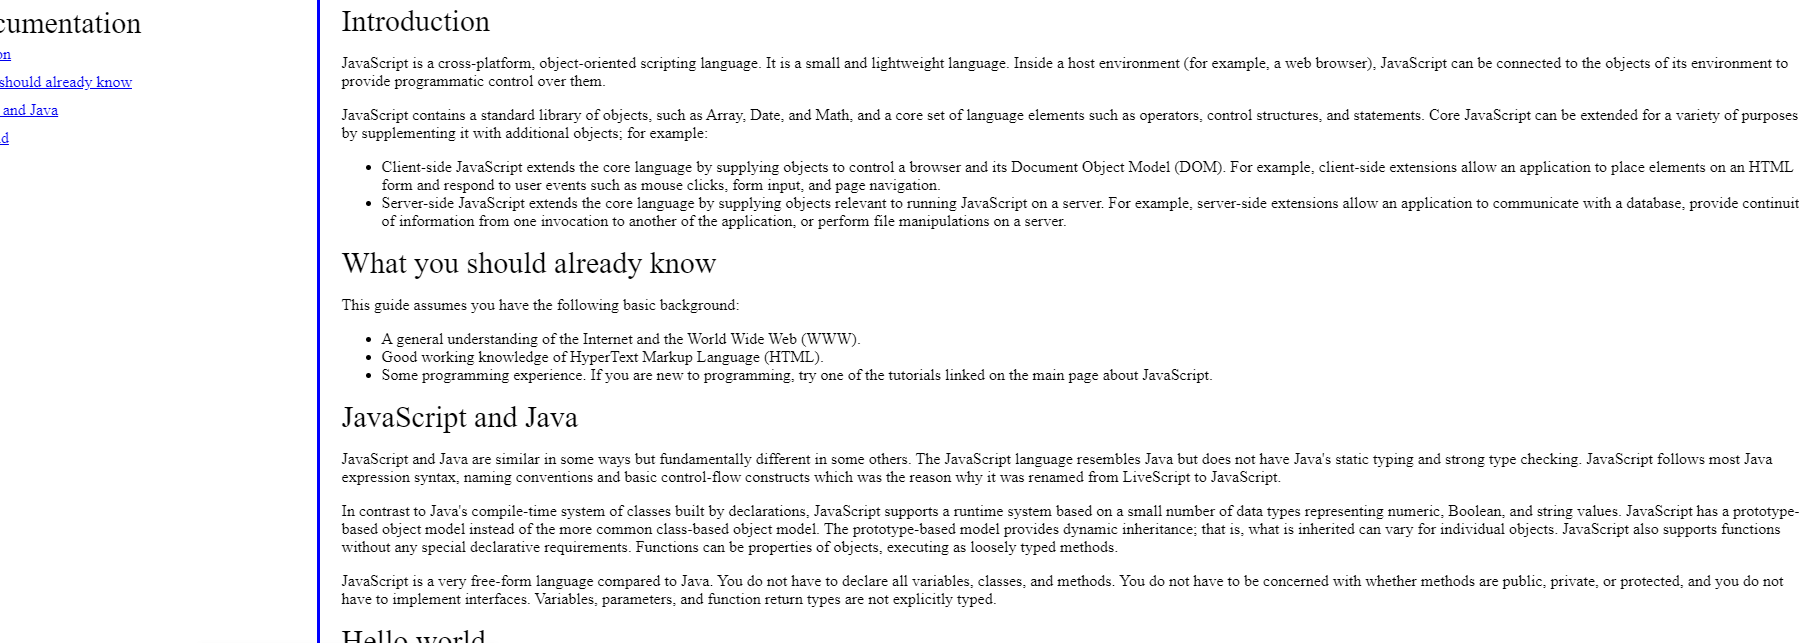 cumentation
on
should already know
and Java
d
Introduction
JavaScript is a cross-platform, object-oriented scripting language. It is a small and lightweight language. Inside a host environment (for example, a web browser), JavaScript can be connected to the objects of its environment to
provide programmatic control over them.
JavaScript contains a standard library of objects, such as Array, Date, and Math, and a core set of language elements such as operators, control structures, and statements. Core JavaScript can be extended for a variety of purposes
by supplementing it with additional objects; for example:
• Client-side JavaScript extends the core language by supplying objects to control a browser and its Document Object Model (DOM). For example, client-side extensions allow an application to place elements on an HTML
form and respond to user events such as mouse clicks, form input, and page navigation.
• Server-side JavaScript extends the core language by supplying objects relevant to running JavaScript on a server. For example, server-side extensions allow an application to communicate with a database, provide continuit
of information from one invocation to another of the application, or perform file manipulations on a server.
What you should already know
This guide assumes you have the following basic background:
• A general understanding of the Internet and the World Wide Web (WWW).
• Good working knowledge of HyperText Markup Language (HTML).
• Some programming experience. If you are new to programming, try one of the tutorials linked on the main page about JavaScript.
JavaScript and Java
JavaScript and Java are similar in some ways but fundamentally different in some others. The JavaScript language resembles Java but does not have Java's static typing and strong type checking. JavaScript follows most Java
expression syntax, naming conventions and basic control-flow constructs which was the reason why it was renamed from LiveScript to JavaScript.
In contrast to Java's compile-time system of classes built by declarations, JavaScript supports a runtime system based on a small number of data types representing numeric, Boolean, and string values. JavaScript has a prototype-
based object model instead of the more common class-based object model. The prototype-based model provides dynamic inheritance; that is, what is inherited can vary for individual objects. JavaScript also supports functions
without any special declarative requirements. Functions can be properties of objects, executing as loosely typed methods.
JavaScript is a very free-form language compared to Java. You do not have to declare all variables, classes, and methods. You do not have to be concerned with whether methods are public, private, or protected, and you do not
have to implement interfaces. Variables, parameters, and function return types are not explicitly typed.
Hello world